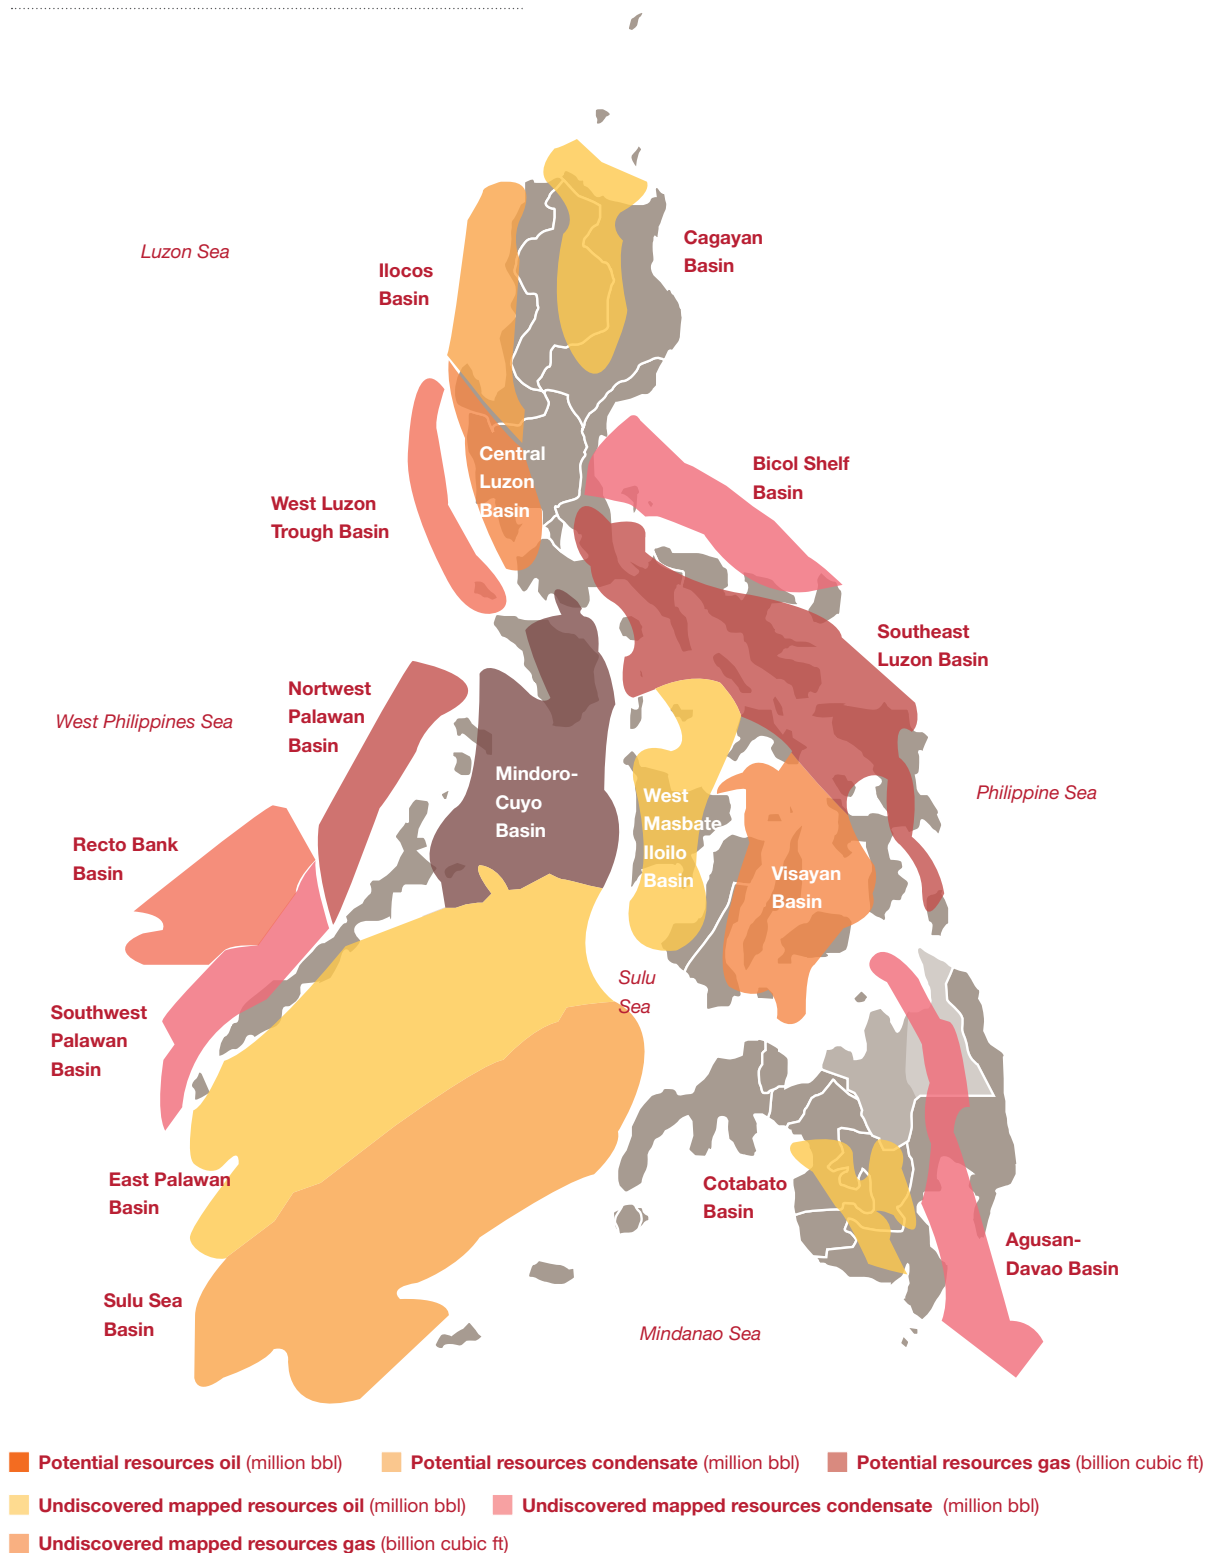 Luzon Sea
Ilocos
Basin
Cagayan
Basin
Central
Luzon
Basin
Bicol Shelf
Basin
West Luzon
Trough Basin
Southeast
Luzon Basin
Nortwest
Palawan
Basin
West Philippines Sea
Mindoro-
Cuyo
Basin
West
Masbate
Iloilo
Basin
Philippine Sea
Recto Bank
Basin
Visayan
Basin
Sulu
Sea
Southwest
Palawan
Basin
East Palawan
Basin
Cotabato
Basin
Agusan-
Davao Basin
Sulu Sea
Basin
Mindanao Sea
Potential resources oil (million bbl)
Potential resources condensate (million bbl)
Potential resources gas (billion cubic ft)
Undiscovered mapped resources oil (million bbl)
Undiscovered mapped resources condensate (million bbl)
Undiscovered mapped resources gas (billion cubic ft)